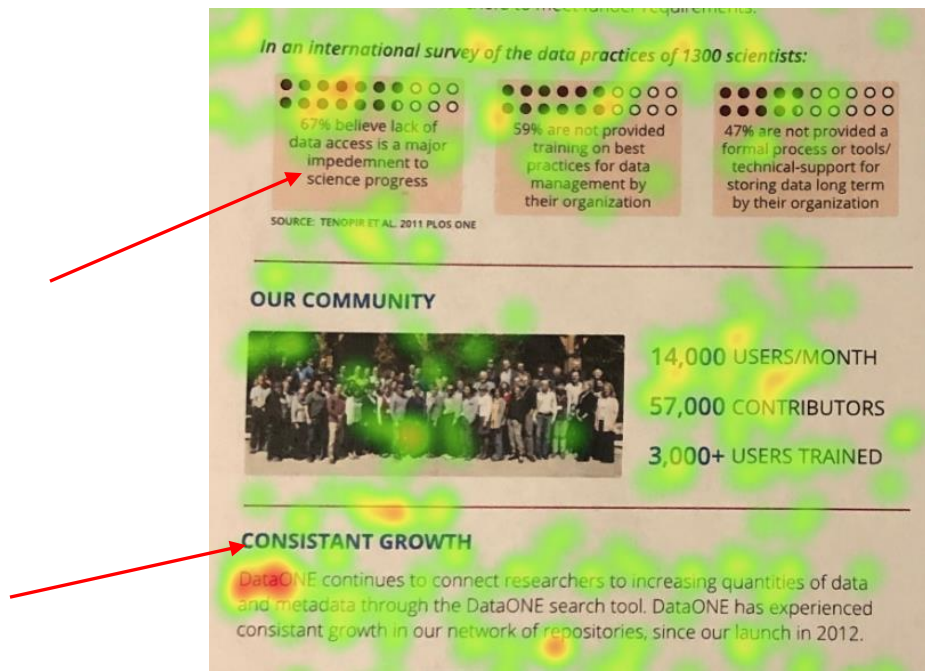 to meet funder requirements.
In an international survey of the data practices of 1300 scientists:
67% believe lack of
data access is a major
impedemnent to
science progress
59% are not provided
training on best
practices for data
management by
their organization
47% are not provided a
formal process or tools/
technical-support for
storing data long term
by their organization
SOURCE: TENOPIR ET AL. 2011 PLOS ONE
OUR COMMUNITY
14,000 USERS/MONTH
57,000 CONTRIBUTORS
3,000+ USERS TRAINED
CONSISTANT GROWTH
DataONE continues to connect researchers to increasing quantities of data
and metadata through the DataONE search tool. DataONE has experienced
consistant growth in our network of repositories, since our launch in 2012.